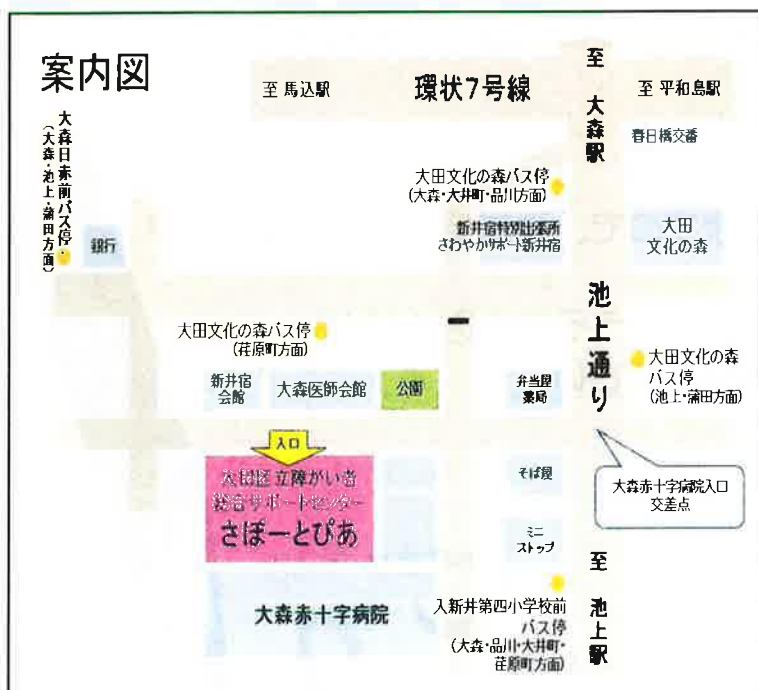 案内図
至 馬込駅
環状7号線
至 大森駅
至 平和島駅
春日橋交番
大森日赤前バス停・
(大森・池上・蒲田方面)
銀行
大田文化の森バス停
(大森・大井町・品川方面)
新井宿特別出張所
さわやかサポート新井宿
大田
文化の森
池上通り
大田文化の森バス停
(荏原町方面)
大田文化の森
バス停
(池上・蒲田方面)
新井宿
会館
大森医師会館
公園
弁当屋
薬局
入口
大田区立障がい者
総合サポートセンター
さぽーとぴあ
そば屋
大森赤十字病院入口
交差点
ミニ
ストップ
大森赤十字病院
入新井第四小学校前
バス停
(大森・品川・大井町・
荏原町方面)
至 池上駅